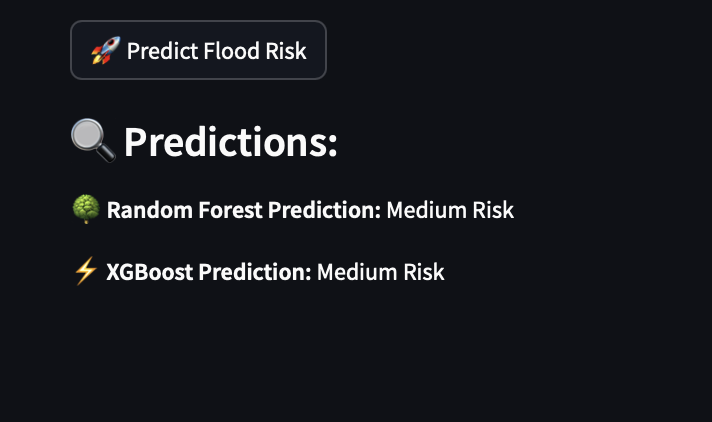 🚀 Predict Flood Risk
🔍 Predictions:
🌳 Random Forest Prediction: Medium Risk
⚡ XGBoost Prediction: Medium Risk